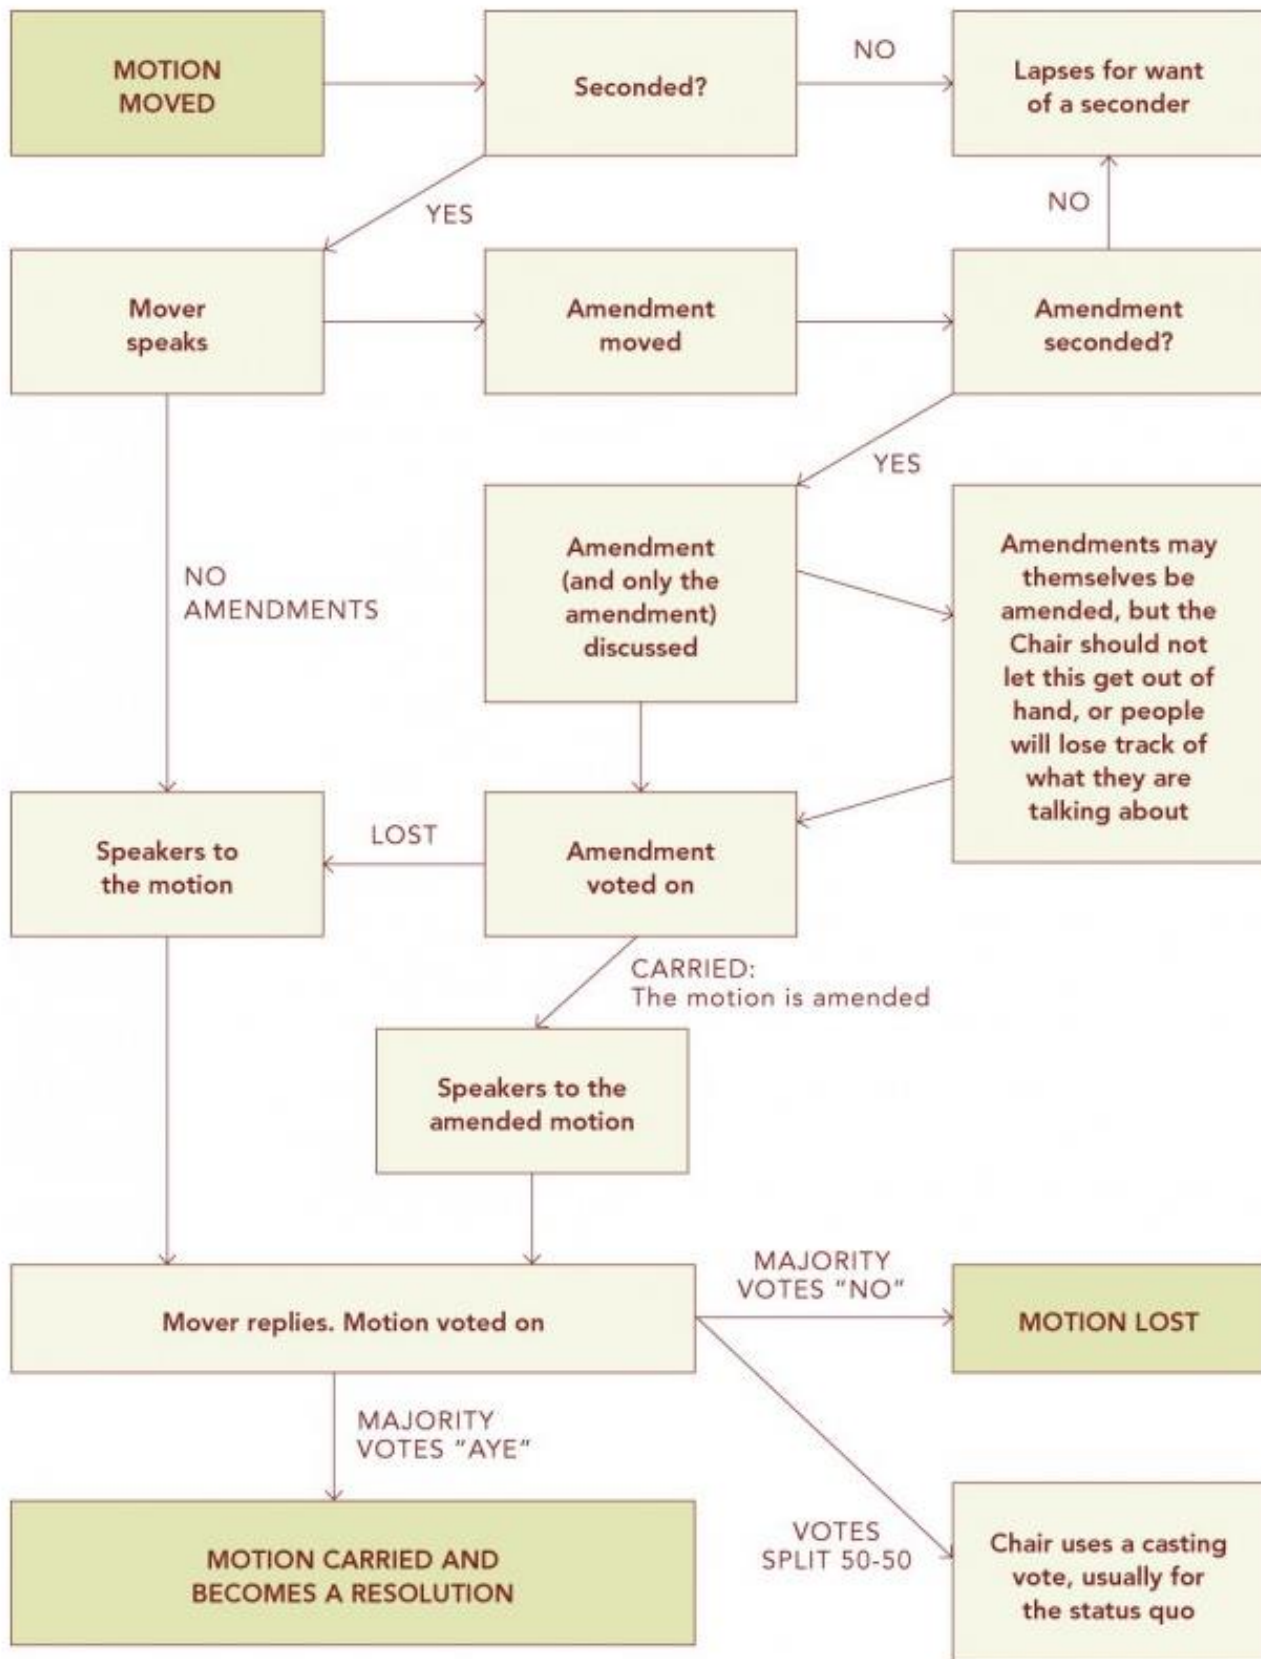 MOTION
MOVED
Seconded?
NO
Lapses for want
of a seconder
YES
NO
Mover
speaks
Amendment
moved
Amendment
seconded?
YES
NO
AMENDMENTS
Amendment
(and only the
amendment)
discussed
Amendments may
themselves be
amended, but the
Chair should not
let this get out of
hand, or people
will lose track of
what they are
talking about
Speakers to
the motion
LOST
Amendment
voted on
CARRIED:
The motion is amended
Speakers to the
amended motion
Mover replies. Motion voted on
MAJORITY
VOTES “NO”
MOTION LOST
MAJORITY
VOTES “AYE”
VOTES
SPLIT 50-50
MOTION CARRIED AND
BECOMES A RESOLUTION
Chair uses a casting
vote, usually for
the status quo